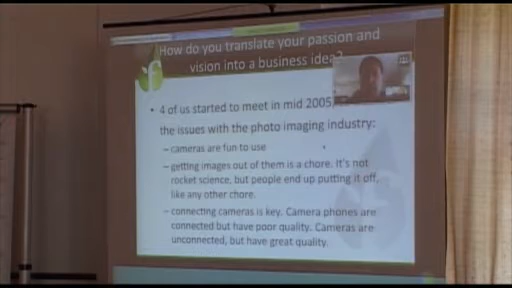 How do you translate your passion and
vision into a business idea?
• 4 of us started to meet in mid 2005,
the issues with the photo imaging industry:
– cameras are fun to use
– getting images out of them is a chore. It's not
rocket science, but people end up putting it off,
like any other chore.
– connecting cameras is key. Camera phones are
connected but have poor quality. Cameras are
unconnected, but have great quality.